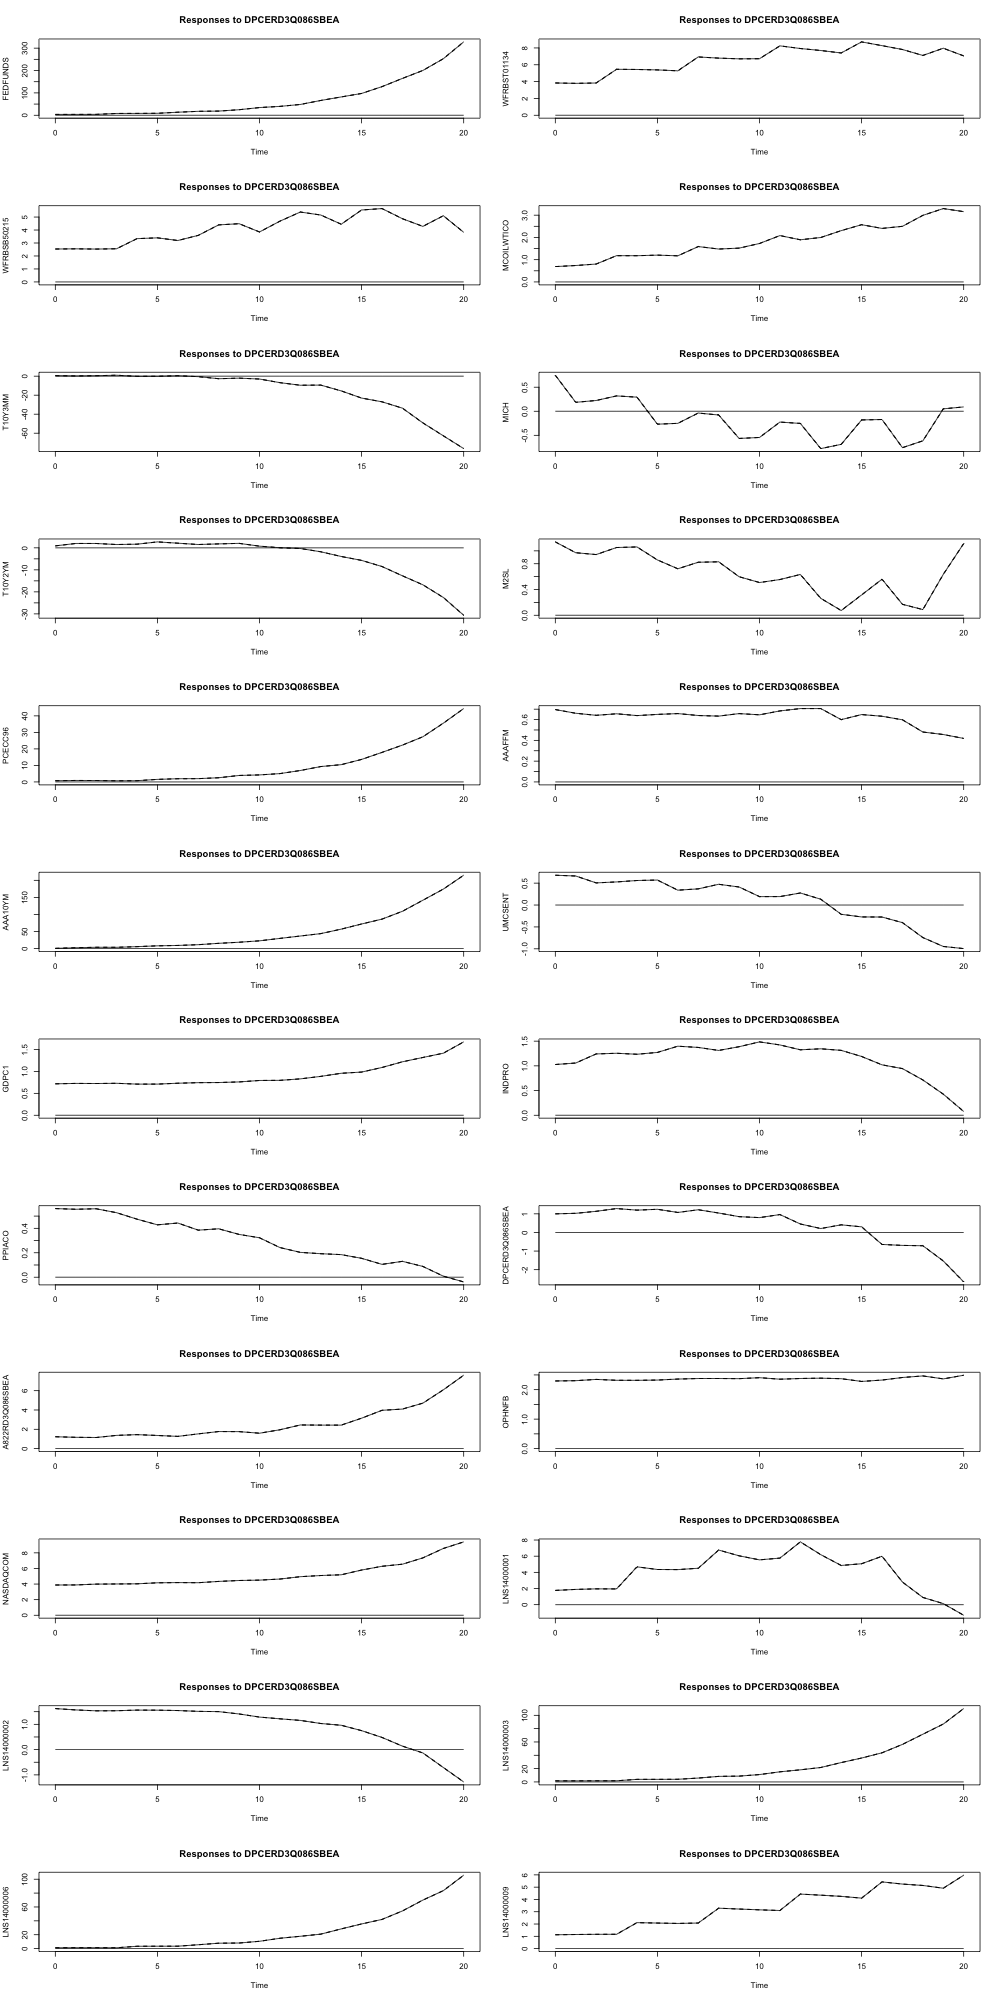 Responses to DPCERD3Q086SBEA
FEDFUNDS
0 100 200 300
0 5 10 15 20
Time
Responses to DPCERD3Q086SBEA
WFRBST01134
0 2 4 6 8
0 5 10 15 20
Time
Responses to DPCERD3Q086SBEA
WFRBSB50215
0 1 2 3 4 5
0 5 10 15 20
Time
Responses to DPCERD3Q086SBEA
MCOILWTICO
0.0 1.0 2.0 3.0
0 5 10 15 20
Time
Responses to DPCERD3Q086SBEA
T10Y3MM
-60 -40 -20 0
0 5 10 15 20
Time
Responses to DPCERD3Q086SBEA
MICH
-0.5 0.0 0.5
0 5 10 15 20
Time
Responses to DPCERD3Q086SBEA
T10Y2YM
-30 -20 -10 0
0 5 10 15 20
Time
Responses to DPCERD3Q086SBEA
M2SL
0.0 0.4 0.8
0 5 10 15 20
Time
Responses to DPCERD3Q086SBEA
PCECC96
0 10 20 30 40
0 5 10 15 20
Time
Responses to DPCERD3Q086SBEA
AAAFFM
0.0 0.2 0.4 0.6
0 5 10 15 20
Time
Responses to DPCERD3Q086SBEA
AAA10YM
0 50 150
0 5 10 15 20
Time
Responses to DPCERD3Q086SBEA
UMCSENT
-1.0 -0.5 0.0 0.5
0 5 10 15 20
Time
Responses to DPCERD3Q086SBEA
GDPC1
0.0 0.5 1.0 1.5
0 5 10 15 20
Time
Responses to DPCERD3Q086SBEA
INDPRO
0.0 0.5 1.0 1.5
0 5 10 15 20
Time
Responses to DPCERD3Q086SBEA
PPIACO
0.0 0.2 0.4
0 5 10 15 20
Time
Responses to DPCERD3Q086SBEA
DPCERD3Q086SBEA
-2 -1 0 1
0 5 10 15 20
Time
Responses to DPCERD3Q086SBEA
A822RD3Q086SBEA
0 2 4 6
0 5 10 15 20
Time
Responses to DPCERD3Q086SBEA
OPHNFB
0.0 1.0 2.0
0 5 10 15 20
Time
Responses to DPCERD3Q086SBEA
NASDAQCOM
0 2 4 6 8
0 5 10 15 20
Time
Responses to DPCERD3Q086SBEA
LNS14000001
0 2 4 6 8
0 5 10 15 20
Time
Responses to DPCERD3Q086SBEA
LNS14000002
-1.0 0.0 1.0
0 5 10 15 20
Time
Responses to DPCERD3Q086SBEA
LNS14000003
0 20 60 100
0 5 10 15 20
Time
Responses to DPCERD3Q086SBEA
LNS14000006
0 20 60 100
0 5 10 15 20
Time
Responses to DPCERD3Q086SBEA
LNS14000009
0 1 2 3 4 5 6
0 5 10 15 20
Time